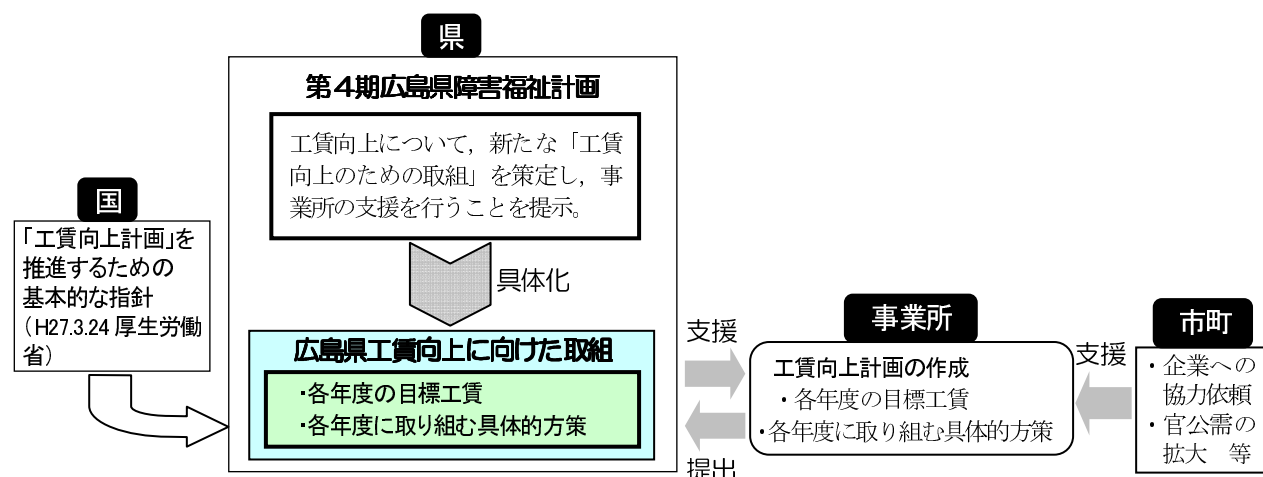 県
第4期広島県障害福祉計画
工賃向上について，新たな「工賃
向上のための取組」を策定し，事
業所の支援を行うことを提示。
具体化
広島県工賃向上に向けた取組
・各年度の目標工賃
・各年度に取り組む具体的方策
国
「工賃向上計画」を
推進するための
基本的な指針
（H27.3.24 厚生労働
省）
支援
提出
事業所
工賃向上計画の作成
・各年度の目標工賃
・各年度に取り組む具体的方策
支援
市町
・企業への
協力依頼
・官公需の
拡大　等